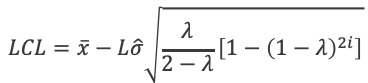 LCL = x̄ − Lσ̂√(λ/(2 − λ)[1 − (1 − λ)²ⁱ])